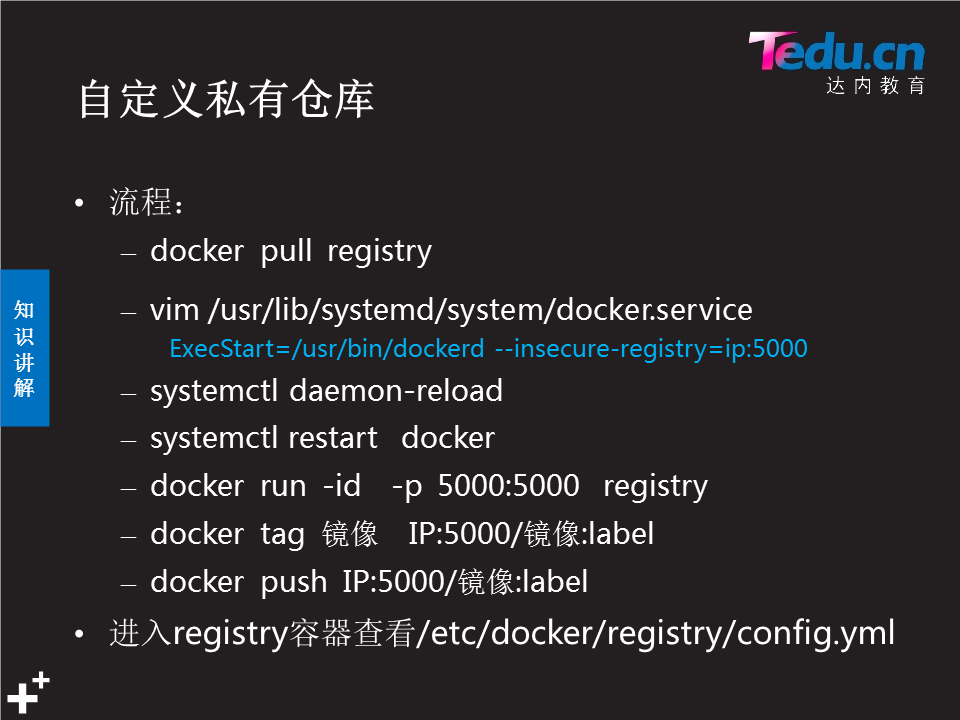 Tedu.cn
达内教育
自定义私有仓库
• 流程：
– docker pull registry
– vim /usr/lib/systemd/system/docker.service
ExecStart=/usr/bin/dockerd --insecure-registry=ip:5000
– systemctl daemon-reload
– systemctl restart docker
– docker run -id -p 5000:5000 registry
– docker tag 镜像 IP:5000/镜像:label
– docker push IP:5000/镜像:label
• 进入registry容器查看/etc/docker/registry/config.yml
知
识
讲
解